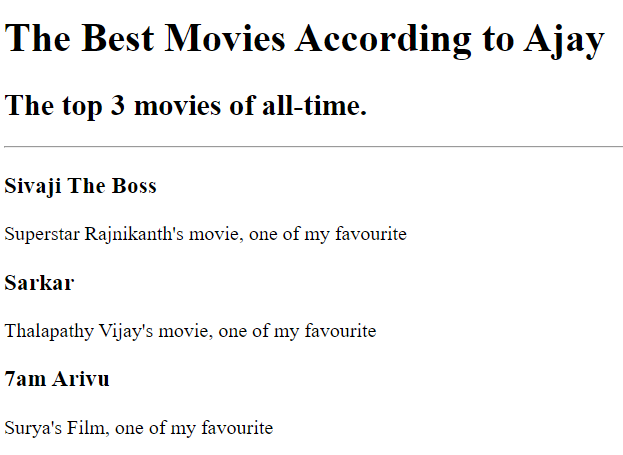 The Best Movies According to Ajay
The top 3 movies of all-time.
Sivaji The Boss
Superstar Rajnikanth's movie, one of my favourite
Sarkar
Thalapathy Vijay's movie, one of my favourite
7am Arivu
Surya's Film, one of my favourite